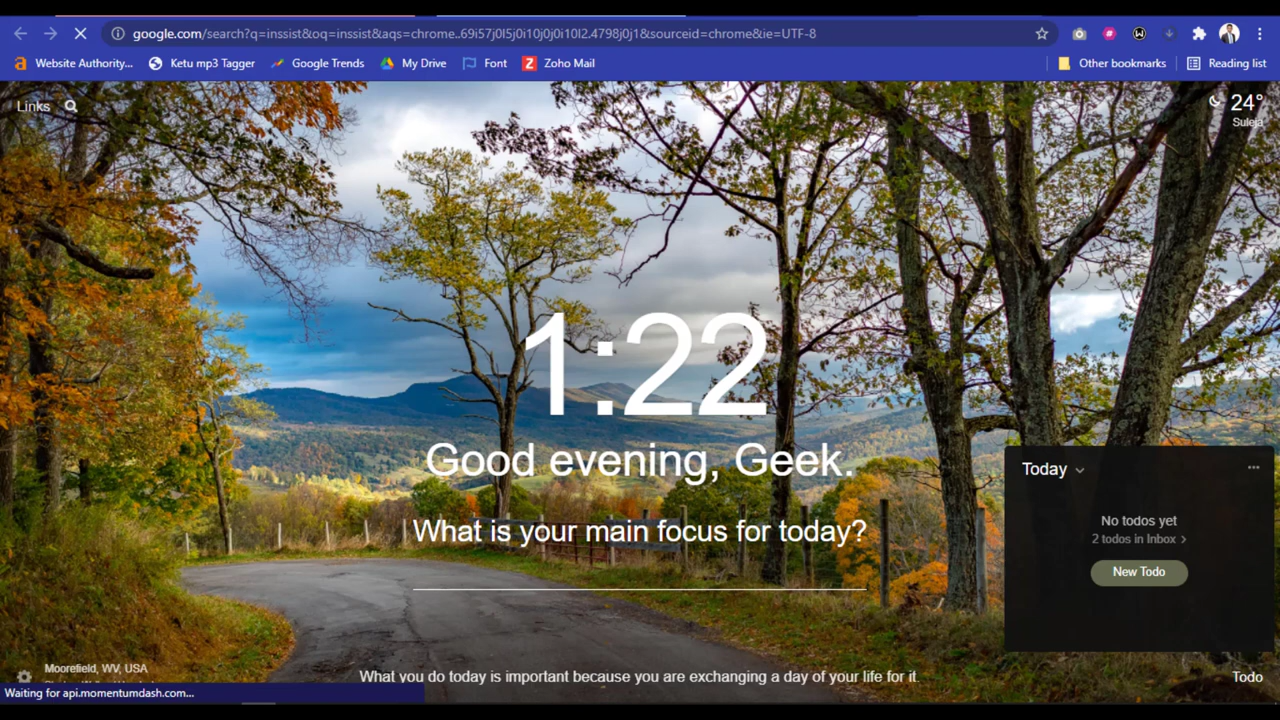 google.com/search?q=inssist&oq=inssist&aqs=chrome..69i57j0l5j0i10j0j0i10l2.4798j0j1&sourceid=chrome&ie=UTF-8
Website Authority... Ketu mp3 Tagger Google Trends My Drive Font Zoho Mail Other bookmarks Reading list
Links
24°
Suleja
1:22
Good evening, Geek.
What is your main focus for today?
Today
No todos yet
2 todos in Inbox
New Todo
Moorefield, WV, USA
What you do today is important because you are exchanging a day of your life for it
Todo
Waiting for api.momentumdash.com...